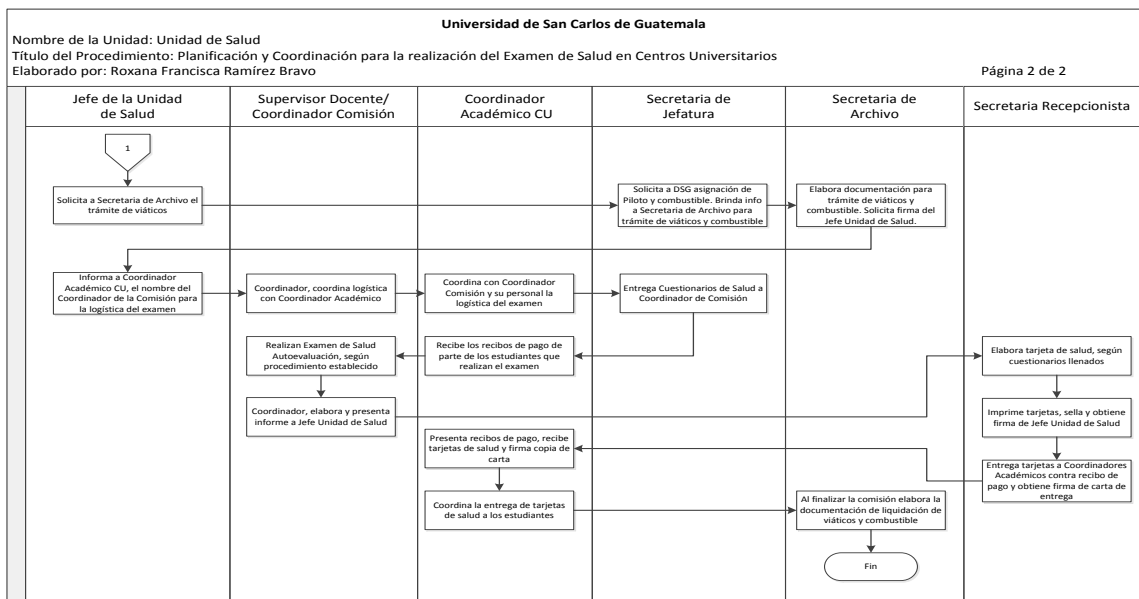 Universidad de San Carlos de Guatemala
Nombre de la Unidad: Unidad de Salud
Título del Procedimiento: Planificación y Coordinación para la realización del Examen de Salud en Centros Universitarios
Elaborado por: Roxana Francisca Ramírez Bravo
Página 2 de 2
Jefe de la Unidad
de Salud
Supervisor Docente/
Coordinador Comisión
Coordinador
Académico CU
Secretaria de
Jefatura
Secretaria de
Archivo
Secretaria Recepcionista
1
Solicita a Secretaria de Archivo el
trámite de viáticos
Solicita a DSG asignación de
Piloto y combustible. Brinda info
a Secretaria de Archivo para
trámite de viáticos y combustible
Elabora documentación para
trámite de viáticos y
combustible. Solicita firma del
Jefe Unidad de Salud.
Informa a Coordinador
Académico CU, el nombre del
Coordinador de la Comisión para
la logística del examen
Coordinador, coordina logística
con Coordinador Académico
Coordina con Coordinador
Comisión y su personal la
logística del examen
Entrega Cuestionarios de Salud a
Coordinador de Comisión
Recibe los recibos de pago de
parte de los estudiantes que
realizan el examen
Realizan Examen de Salud
Autoevaluación, según
procedimiento establecido
Coordinador, elabora y presenta
informe a Jefe Unidad de Salud
Elabora tarjeta de salud, según
cuestionarios llenados
Imprime tarjetas, sella y obtiene
firma de Jefe Unidad de Salud
Entrega tarjetas a Coordinadores
Académicos contra recibo de
pago y obtiene firma de carta de
entrega
Presenta recibos de pago, recibe
tarjetas de salud y firma copia de
carta
Coordina la entrega de tarjetas
de salud a los estudiantes
Al finalizar la comisión elabora la
documentación de liquidación de
viáticos y combustible
Fin